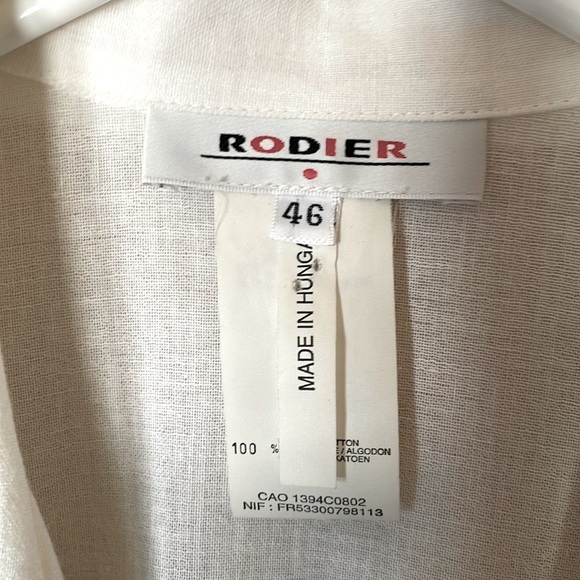 RODIER
46
MADE IN HUNGA
100 %
TTON
E/ALGODON
KATOEN
CAO 1394C0802
NIF : FR53300798113